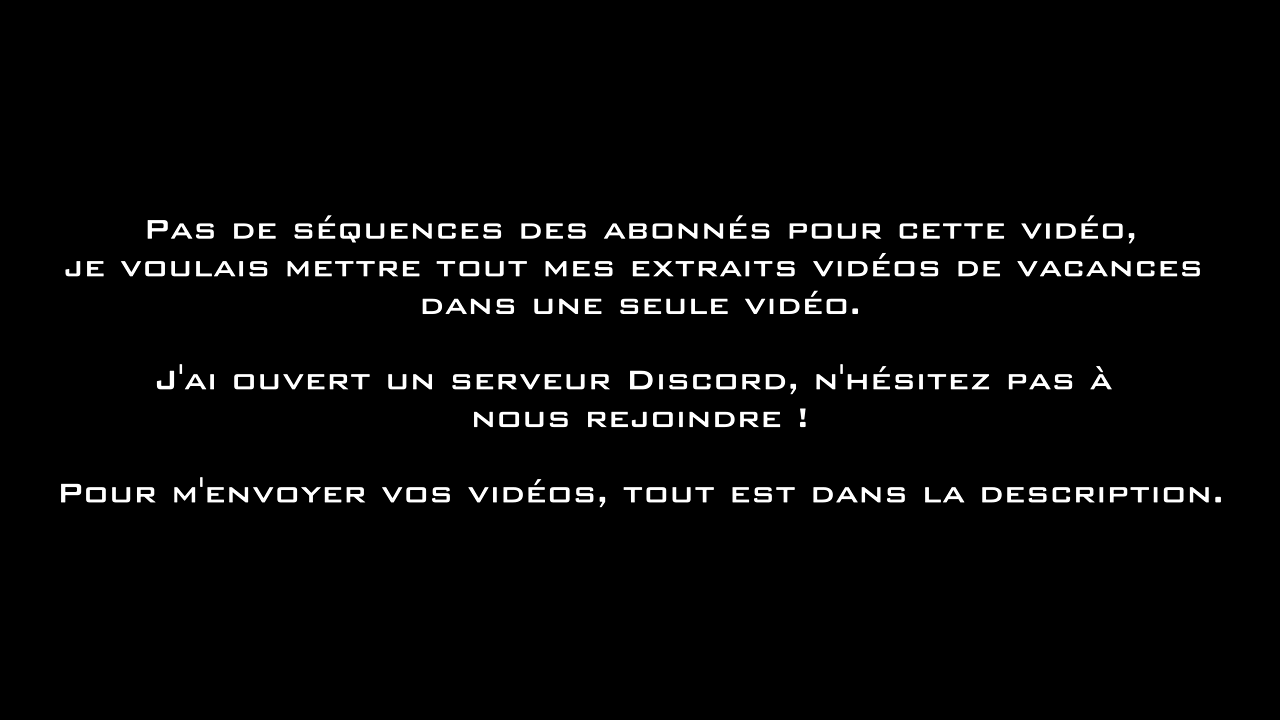 Pas de séquences des abonnés pour cette vidéo,
je voulais mettre tout mes extraits vidéos de vacances
dans une seule vidéo.
J'ai ouvert un serveur Discord, n'hésitez pas à
nous rejoindre !
Pour m'envoyer vos vidéos, tout est dans la description.